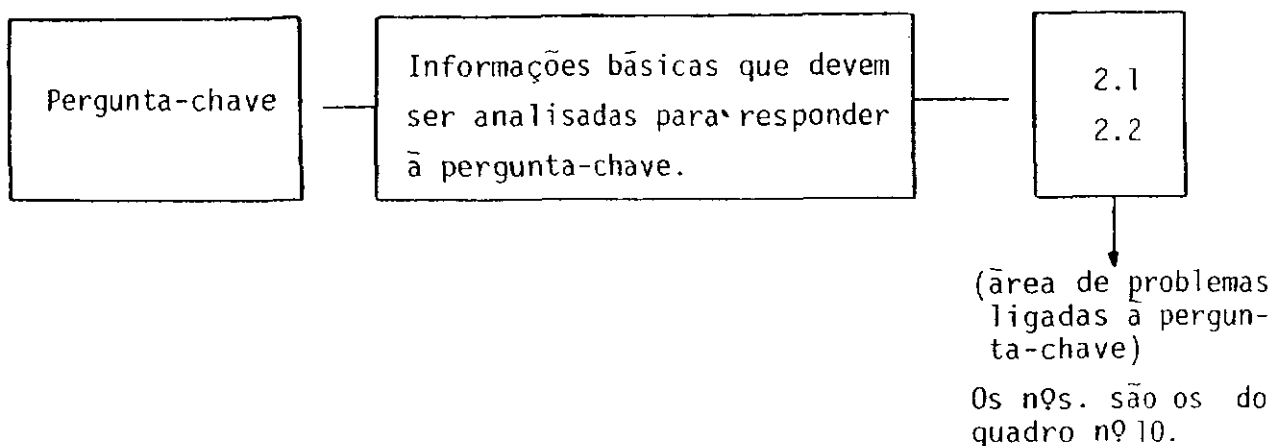 Pergunta-chave
Informações básicas que devem
ser analisadas para responder
à pergunta-chave.
2.1
2.2
(área de problemas
ligadas à pergun-
ta-chave)
Os nºs. são os do
quadro nº 10.